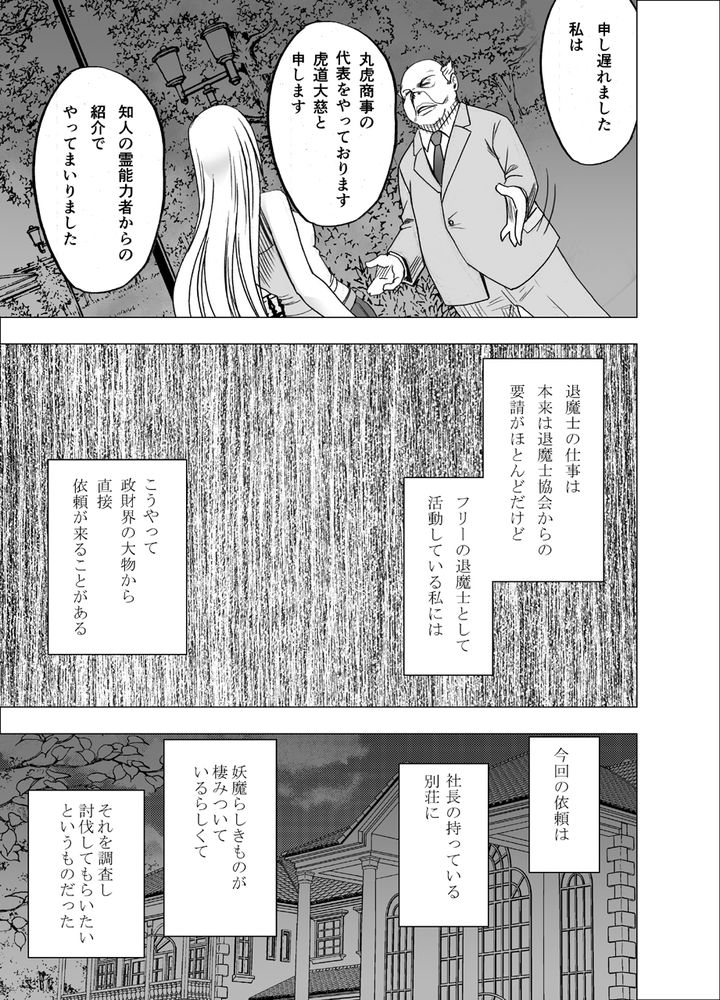 申し遅れました
私は
丸虎商事の
代表をやっております
虎道大慈と
申します
知人の霊能力者からの
紹介で
やってまいりました
退魔士の仕事は
本来は退魔士協会からの
要請がほとんどだけど
フリーの退魔士として
活動している私には
こうやって
政財界の大物から
直接
依頼が来ることがある
今回の依頼は
社長の持っている
別荘に
妖魔らしきものが
棲みついて
いるらしくて
それを調査し
討伐してもらいたい
というものだった